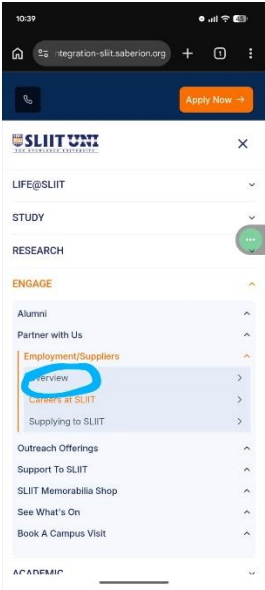 10:39
ntegration-sliit.saberion.org
1
Apply Now →
SLIIT UNI
THE KNOWLEDGE UNIVERSITY
LIFE@SLIIT
STUDY
RESEARCH
ENGAGE
Alumni
Partner with Us
Employment/Suppliers
Overview
Careers at SLIIT
Supplying to SLIIT
Outreach Offerings
Support To SLIIT
SLIIT Memorabilia Shop
See What's On
Book A Campus Visit
ACADEMIC